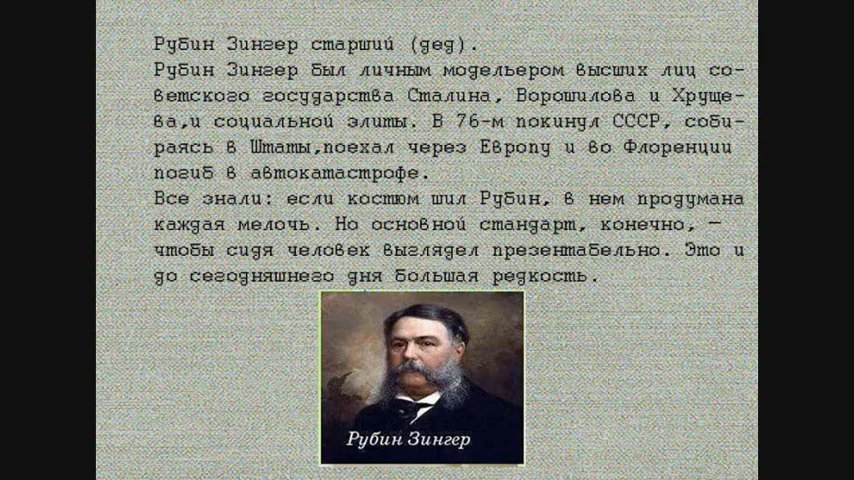 Рубин Зингер старший (дед).
Рубин Зингер был личным модельером высших лиц со-
ветского государства Сталина, Ворошилова и Хруще-
ва,и социальной элиты. В 76-м покинул СССР, соби-
раясь в Штаты,поехал через Европу и во Флоренции
погиб в автокатастрофе.
Все знали: если костюм шил Рубин, в нем продумана
каждая мелочь. Но основной стандарт, конечно, —
чтобы сидя человек выглядел презентабельно. Это и
до сегодняшнего дня большая редкость.
Рубин Зингер